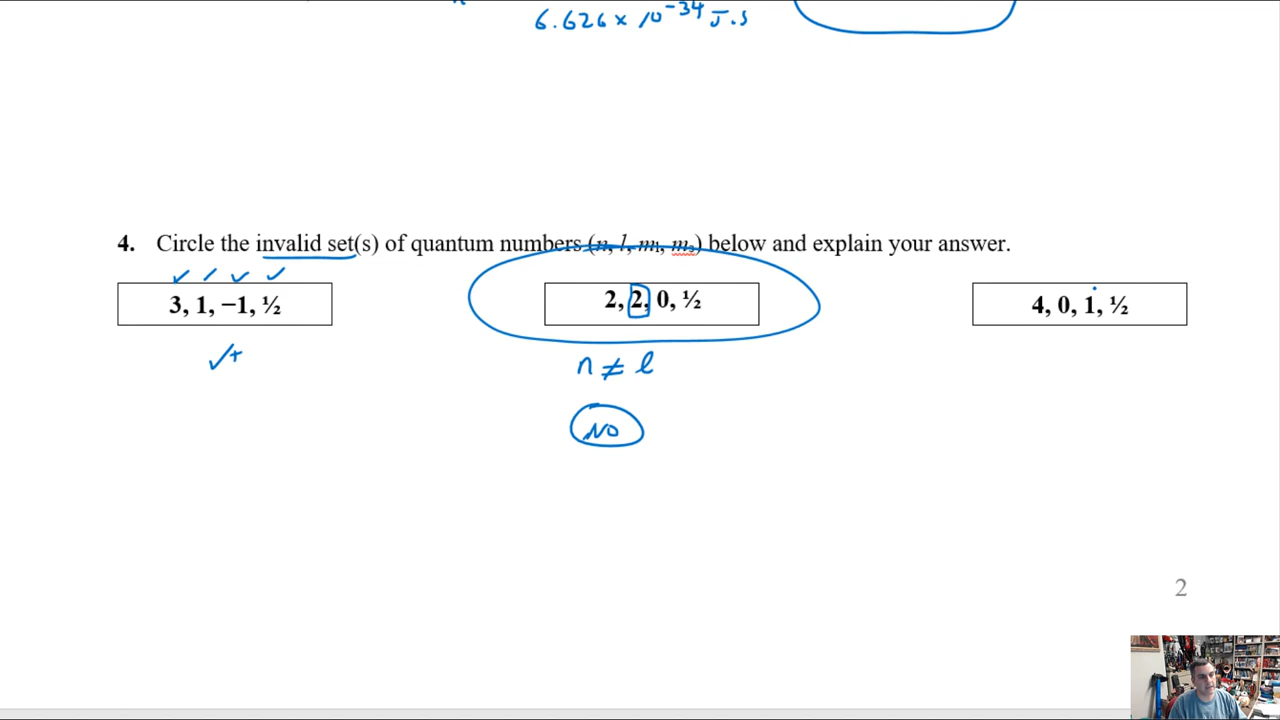 6.626 x 10⁻³⁴ J.s
4. Circle the invalid set(s) of quantum numbers (n, l, mₗ, mₛ) below and explain your answer.
3, 1, −1, ½
2, 2, 0, ½
4, 0, 1, ½
n ≠ l
NO
2